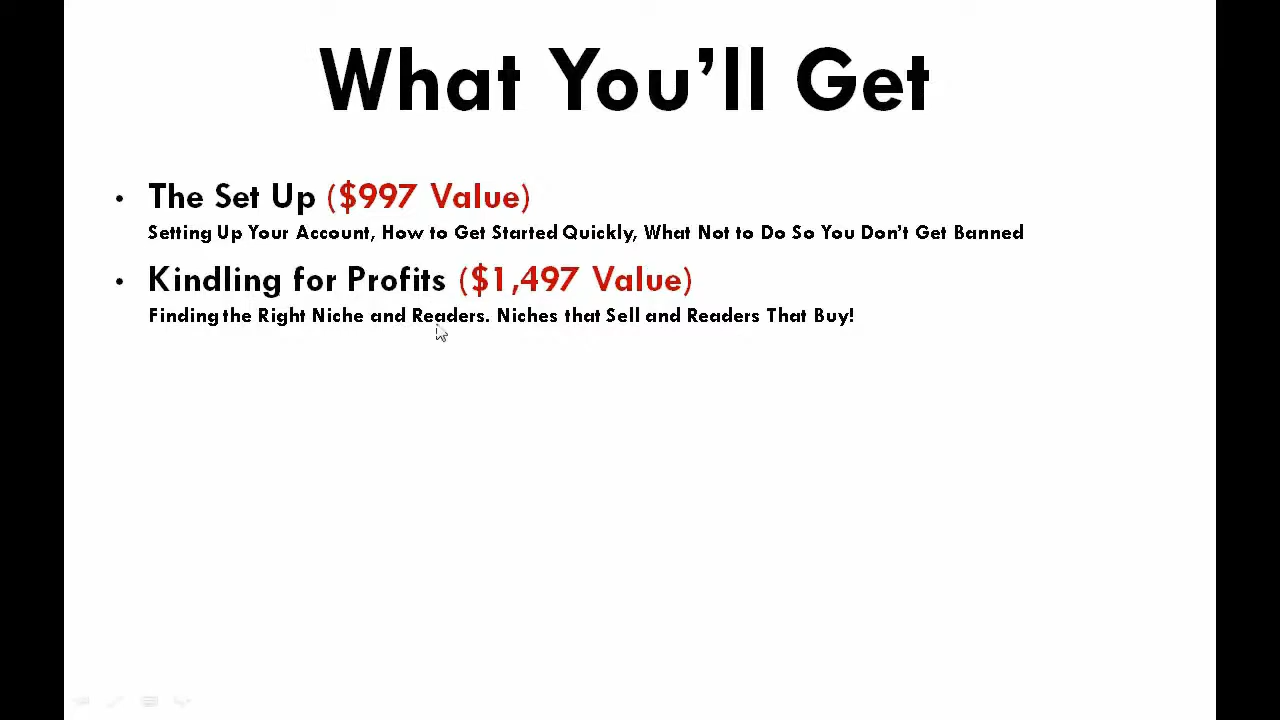 What You’ll Get
• The Set Up ($997 Value)
Setting Up Your Account, How to Get Started Quickly, What Not to Do So You Don’t Get Banned
• Kindling for Profits ($1,497 Value)
Finding the Right Niche and Readers. Niches that Sell and Readers That Buy!